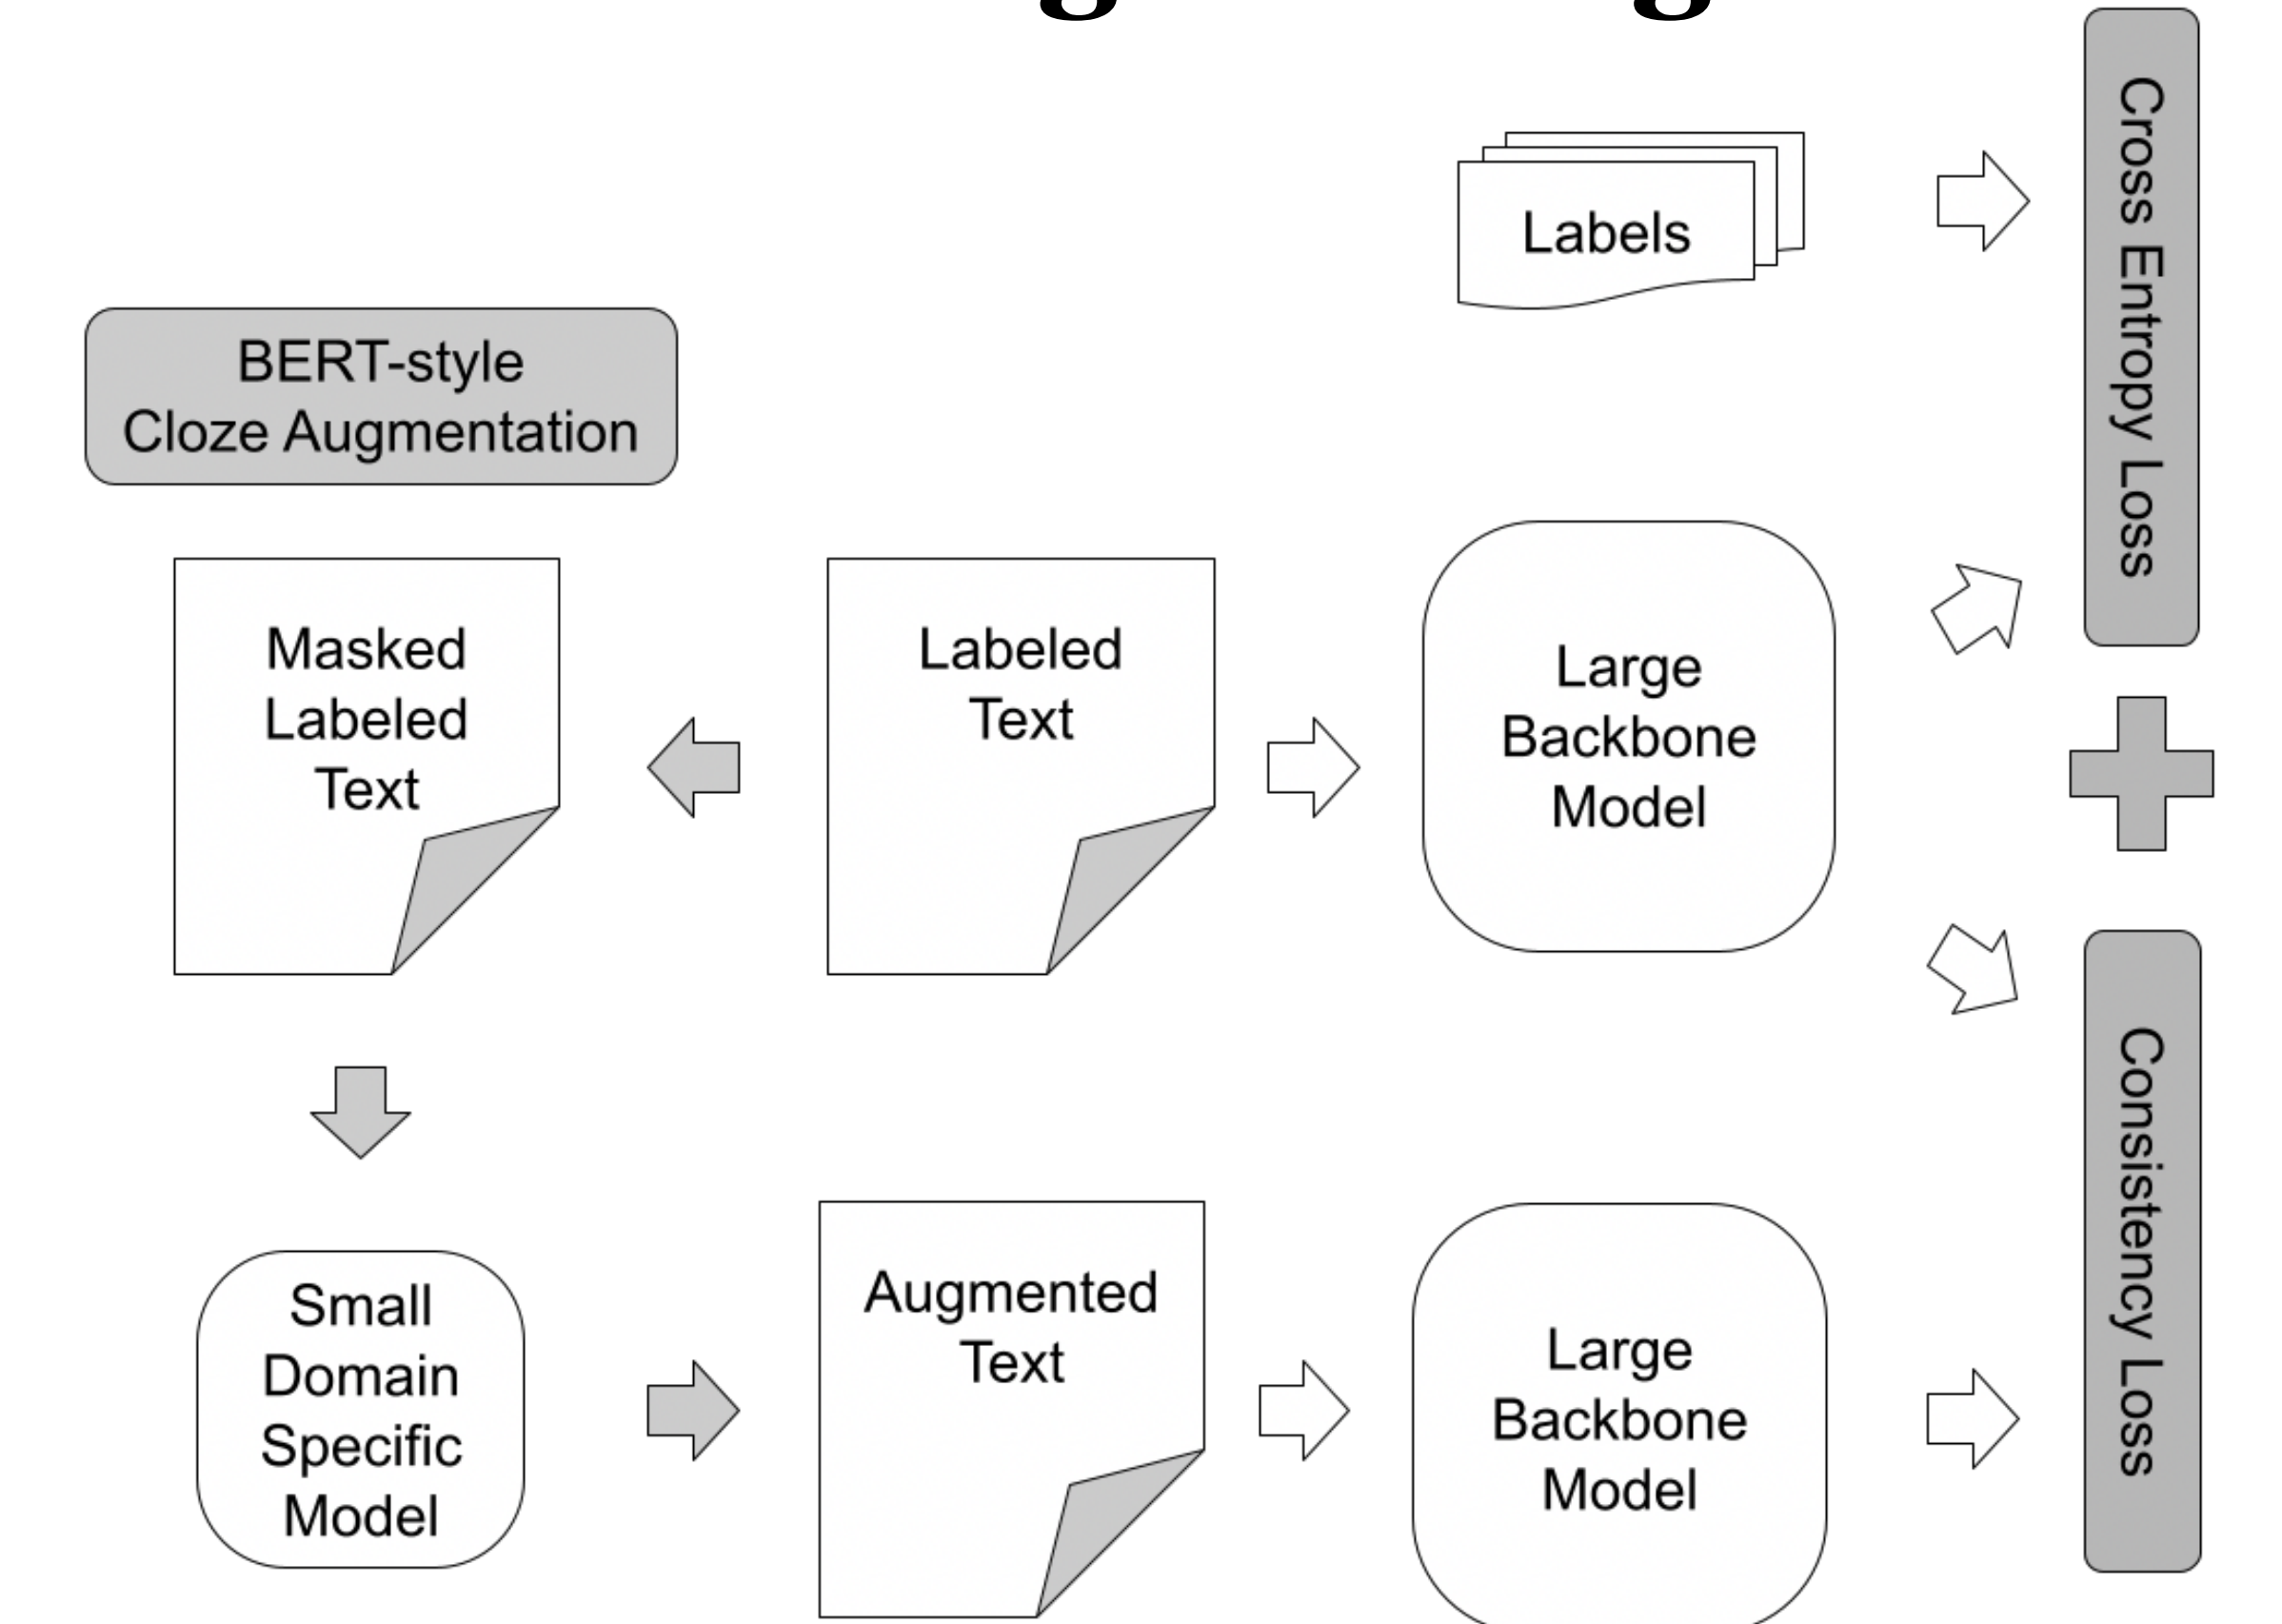 Labels
Cross Entropy Loss
BERT-style
Cloze Augmentation
Masked
Labeled
Text
Labeled
Text
Large
Backbone
Model
Small
Domain
Specific
Model
Augmented
Text
Large
Backbone
Model
Consistency Loss